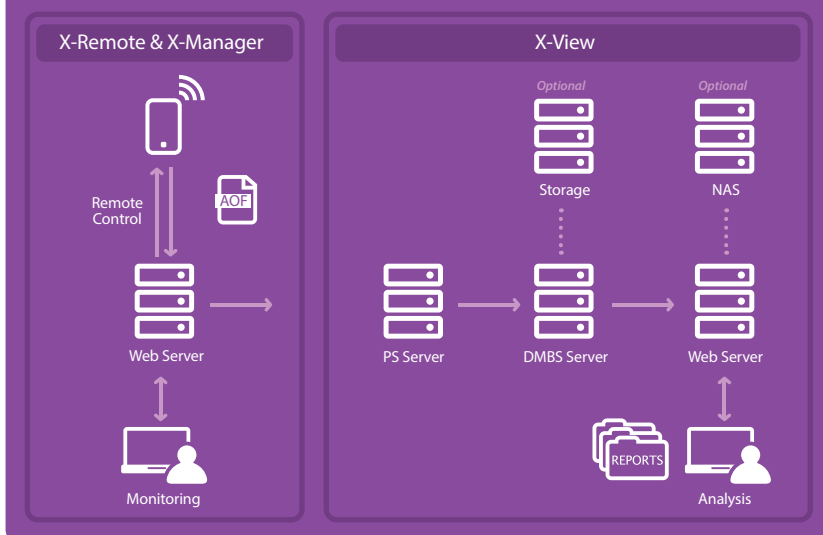 X-Remote & X-Manager
Remote
Control
AOF
Web Server
Monitoring
X-View
Optional
Optional
Storage
NAS
PS Server
DMBS Server
Web Server
REPORTS
Analysis